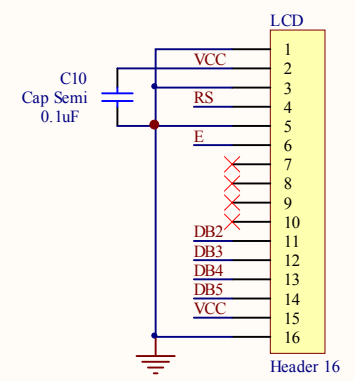 LCD
1
VCC 2
C10
3
Cap Semi
RS 4
0.1uF
5
E 6
7
8
9
10
DB2 11
DB3 12
DB4 13
DB5 14
VCC 15
16
Header 16